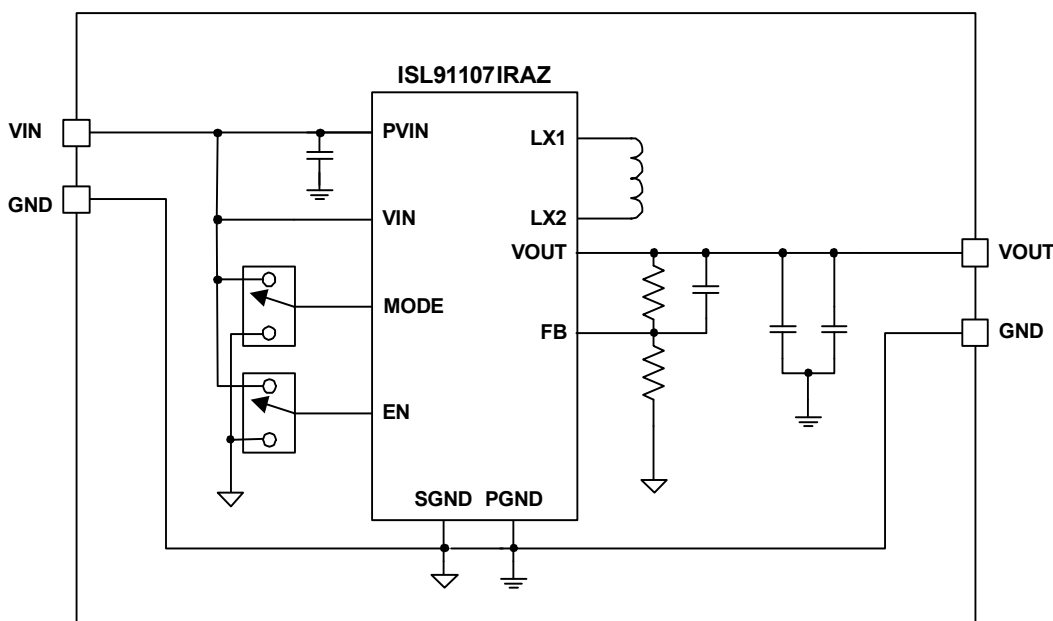 ISL91107IRAZ
VIN
PVIN
LX1
GND
VIN
LX2
VOUT
VOUT
MODE
FB
GND
EN
SGND
PGND